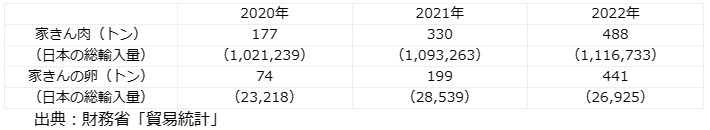 2020年 2021年 2022年
家きん肉（トン） 177 330 488
（日本の総輸入量） （1,021,239） （1,093,263） （1,116,733）
家きんの卵（トン） 74 199 441
（日本の総輸入量） （23,218） （28,539） （26,925）
出典：財務省「貿易統計」